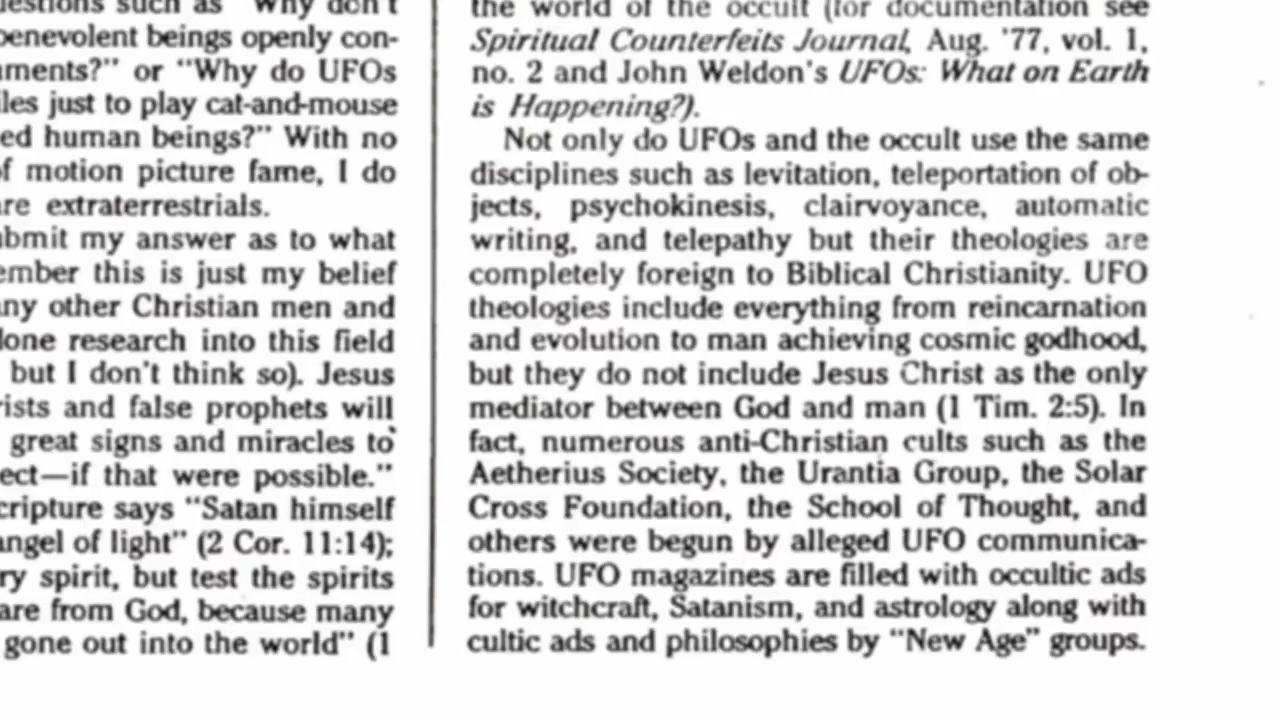 benevolent beings openly con-
ments?" or "Why do UFOs
les just to play cat-and-mouse
ed human beings?" With no
of motion picture fame, I do
are extraterrestrials.
bmit my answer as to what
ember this is just my belief
any other Christian men and
done research into this field
but I don't think so). Jesus
rists and false prophets will
great signs and miracles to
ect—if that were possible."
cripture says "Satan himself
angel of light" (2 Cor. 11:14);
ry spirit, but test the spirits
are from God, because many
gone out into the world" (1
the world of the occult (for documentation see
Spiritual Counterfeits Journal, Aug. '77, vol. 1,
no. 2 and John Weldon's UFOs: What on Earth
is Happening?).
Not only do UFOs and the occult use the same
disciplines such as levitation, teleportation of ob-
jects, psychokinesis, clairvoyance, automatic
writing, and telepathy but their theologies are
completely foreign to Biblical Christianity. UFO
theologies include everything from reincarnation
and evolution to man achieving cosmic godhood,
but they do not include Jesus Christ as the only
mediator between God and man (1 Tim. 2:5). In
fact, numerous anti-Christian cults such as the
Aetherius Society, the Urantia Group, the Solar
Cross Foundation, the School of Thought, and
others were begun by alleged UFO communica-
tions. UFO magazines are filled with occultic ads
for witchcraft, Satanism, and astrology along with
cultic ads and philosophies by "New Age" groups.